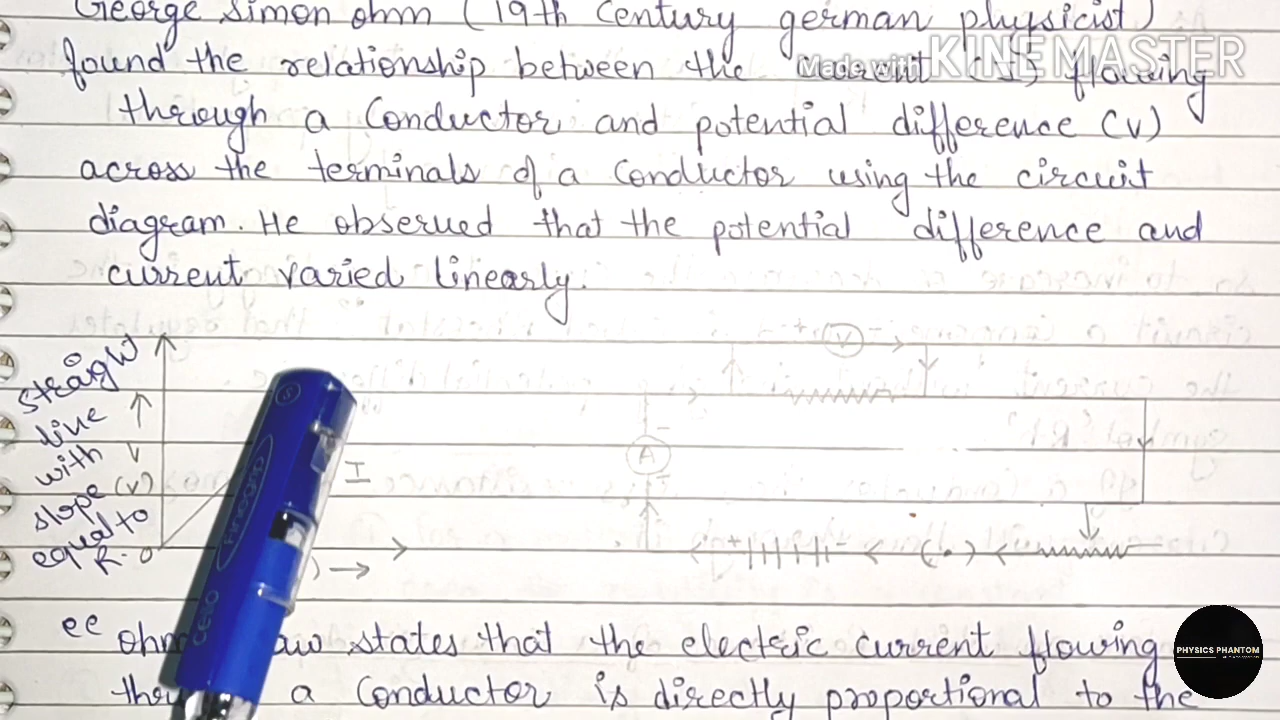 George Simon ohm (19th Century german physicist)
Made with KINEMASTER
found the relationship between the current (I) flowing
through a Conductor and potential difference (V)
across the terminals of a conductor using the circuit
diagram. He observed that the potential difference and
current varied linearly.
straight
line
with
slope (V)
equal to
R. O
I
V
A
ohm law states that the electric current flowing
PHYSICS PHANTOM
a Conductor is directly proportional to the
cello
Finegrip